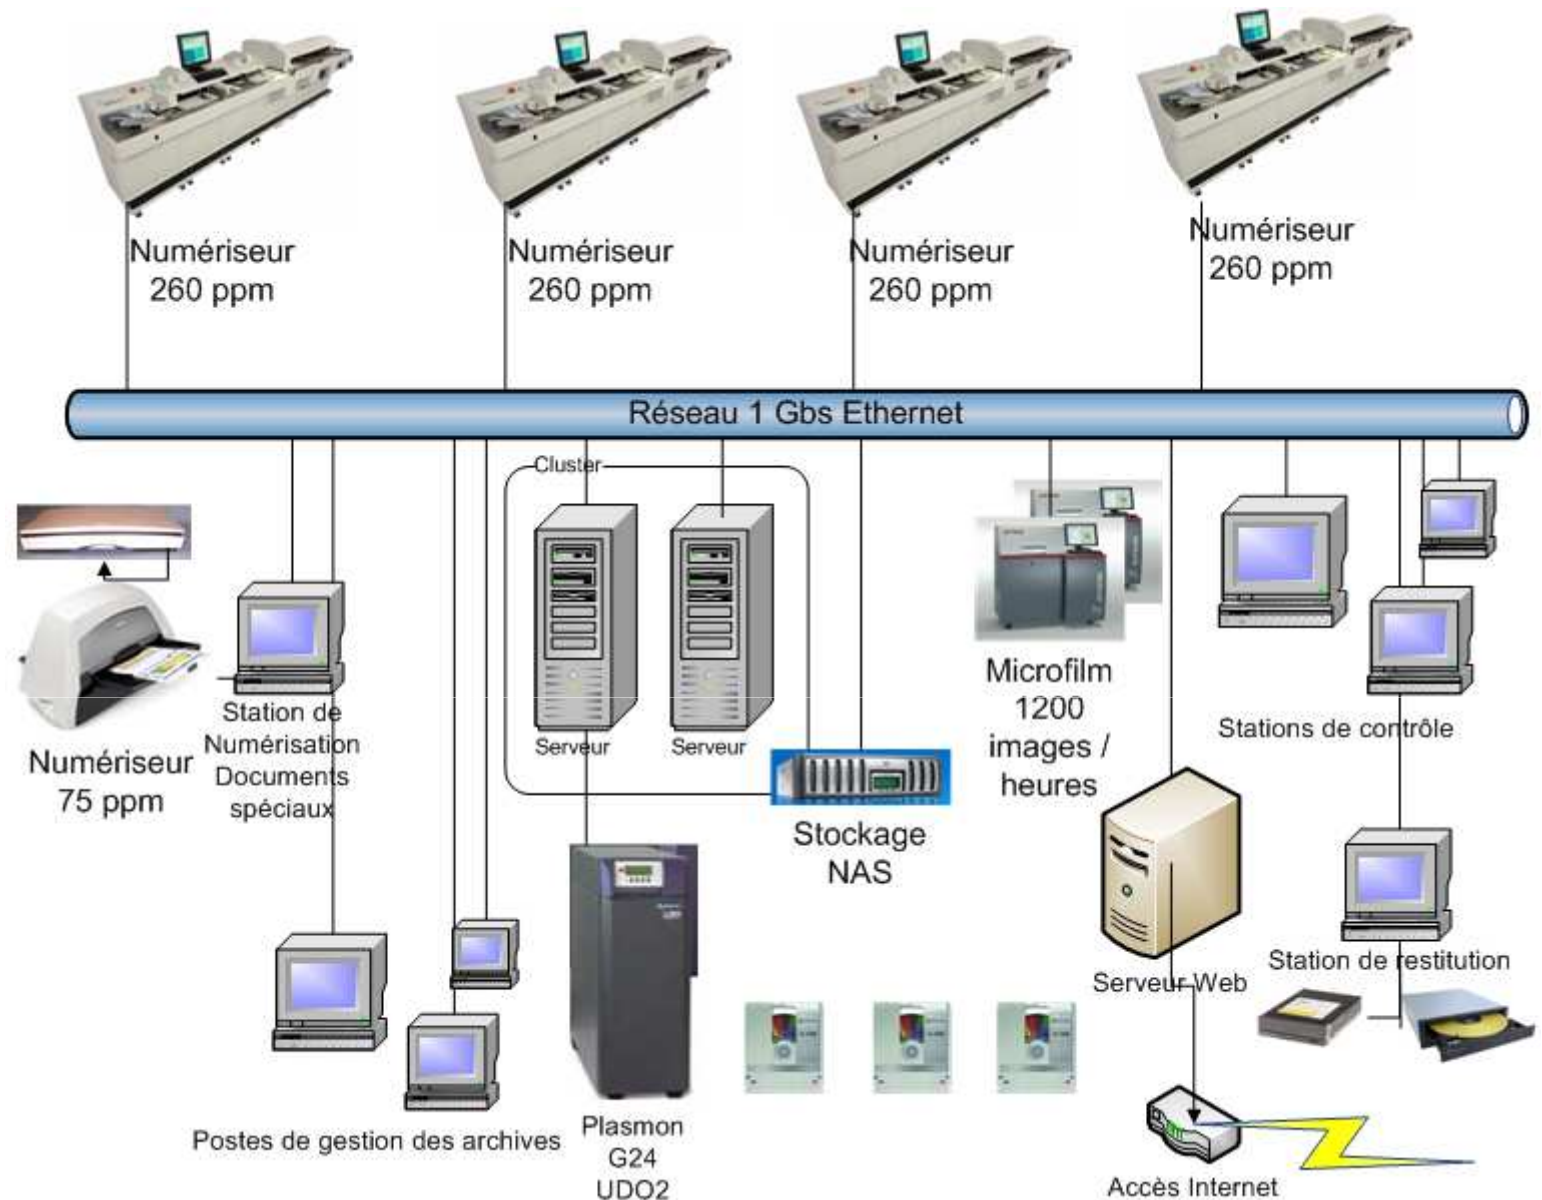 Numériseur
260 ppm
Numériseur
260 ppm
Numériseur
260 ppm
Numériseur
260 ppm
Réseau 1 Gbs Ethernet
Cluster
Serveur
Serveur
Station de
Numérisation
Documents
spéciaux
Numériseur
75 ppm
Microfilm
1200
images /
heures
Stations de contrôle
Stockage
NAS
Serveur Web
Station de restitution
Postes de gestion des archives
Plasmon
G24
UDO2
Accès Internet